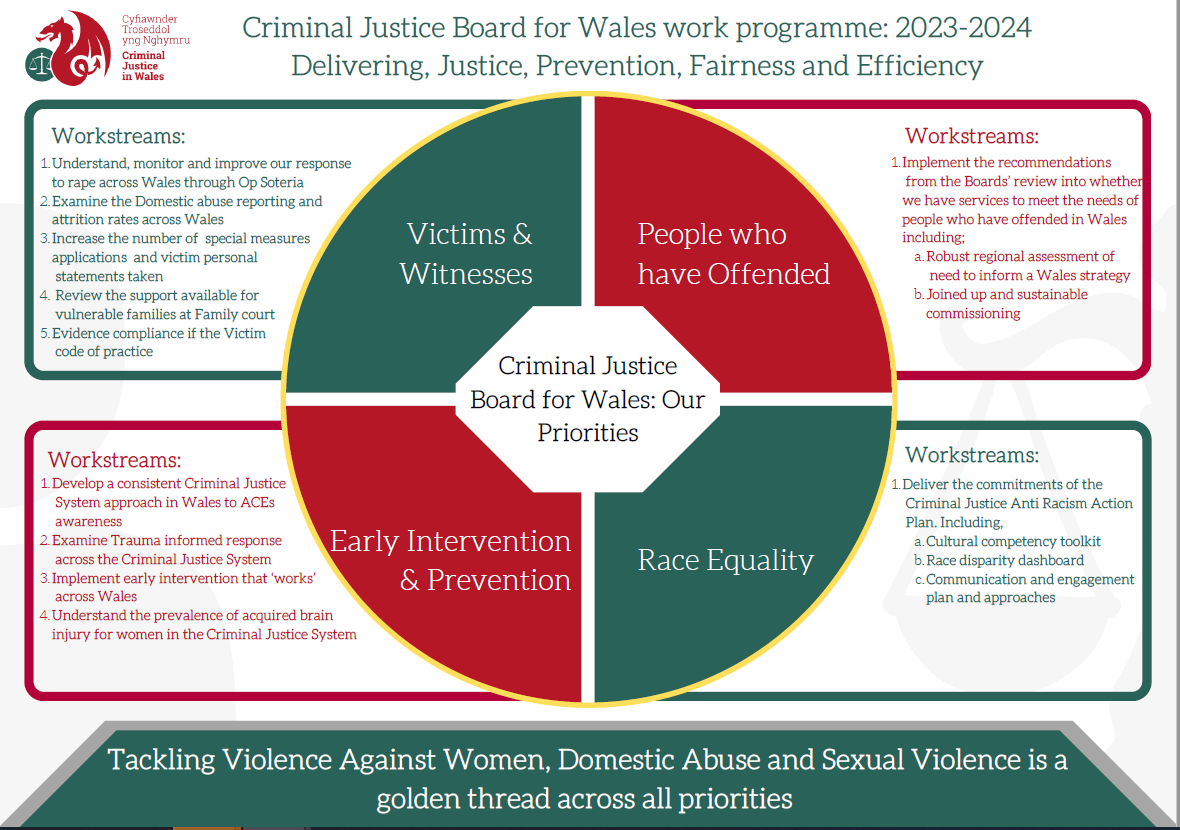 Cyfiawnder
Troseddol
yng Nghymru
Criminal
Justice
in Wales
Criminal Justice Board for Wales work programme: 2023-2024
Delivering, Justice, Prevention, Fairness and Efficiency
Workstreams:
1. Understand, monitor and improve our response
to rape across Wales through Op Soteria
2. Examine the Domestic abuse reporting and
attrition rates across Wales
3. Increase the number of special measures
applications and victim personal
statements taken
4. Review the support available for
vulnerable families at Family court
5. Evidence compliance if the Victim
code of practice
Victims &
Witnesses
People who
have Offended
Workstreams:
1. Implement the recommendations
from the Boards' review into whether
we have services to meet the needs of
people who have offended in Wales
including;
a. Robust regional assessment of
need to inform a Wales strategy
b. Joined up and sustainable
commissioning
Criminal Justice
Board for Wales: Our
Priorities
Workstreams:
1. Develop a consistent Criminal Justice
System approach in Wales to ACEs
awareness
2. Examine Trauma informed response
across the Criminal Justice System
3. Implement early intervention that 'works'
across Wales
4. Understand the prevalence of acquired brain
injury for women in the Criminal Justice System
Early Intervention
& Prevention
Race Equality
Workstreams:
1. Deliver the commitments of the
Criminal Justice Anti Racism Action
Plan. Including,
a. Cultural competency toolkit
b. Race disparity dashboard
c. Communication and engagement
plan and approaches
Tackling Violence Against Women, Domestic Abuse and Sexual Violence is a
golden thread across all priorities